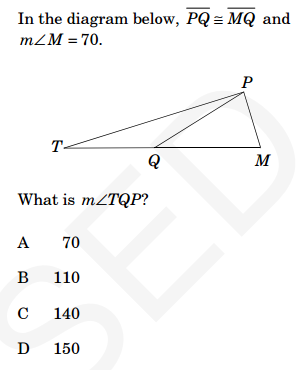 In the diagram below, PQ ≅ MQ and
m∠M = 70.
P
T
Q
M
What is m∠TQP?
A 70
B 110
C 140
D 150